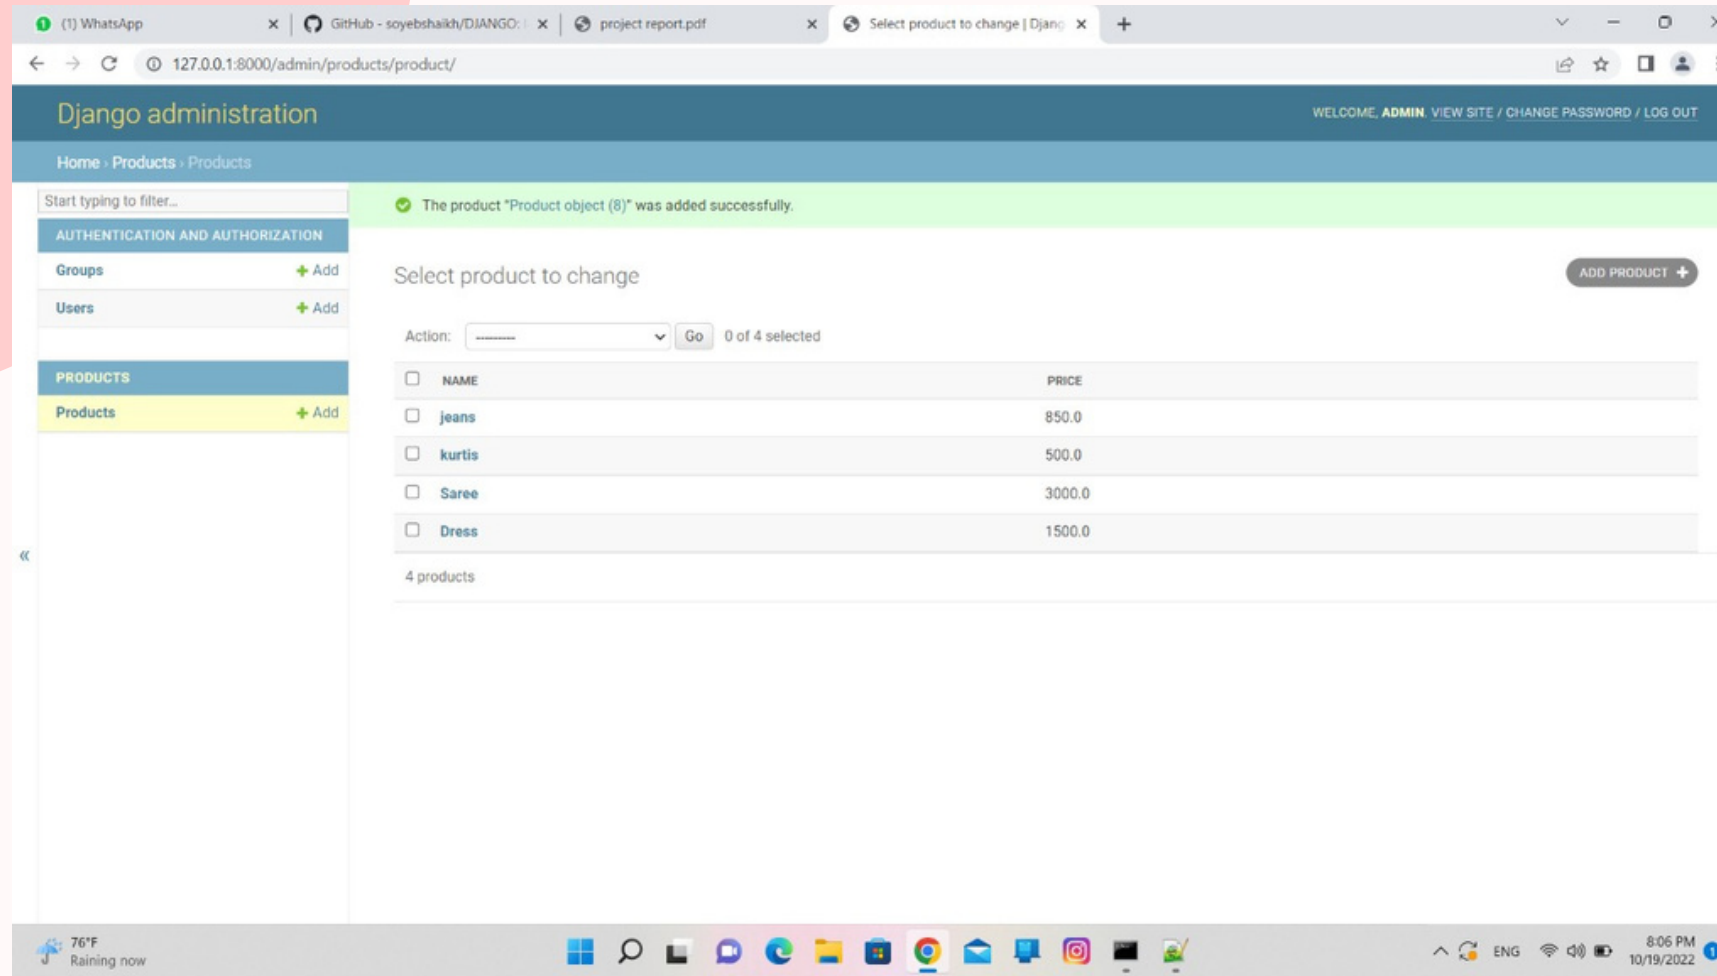 (1) WhatsApp
GitHub - soyebshaikh/DJANGO:
project report.pdf
Select product to change | Djang
127.0.0.1:8000/admin/products/product/
Django administration
WELCOME, ADMIN. VIEW SITE / CHANGE PASSWORD / LOG OUT
Home › Products › Products
Start typing to filter...
The product "Product object (8)" was added successfully.
AUTHENTICATION AND AUTHORIZATION
Groups + Add
Users + Add
Select product to change
ADD PRODUCT +
Action: --------- Go 0 of 4 selected
PRODUCTS
Products + Add
NAME PRICE
jeans 850.0
kurtis 500.0
Saree 3000.0
Dress 1500.0
«
4 products
76°F
Raining now
ENG
8:06 PM
10/19/2022
1